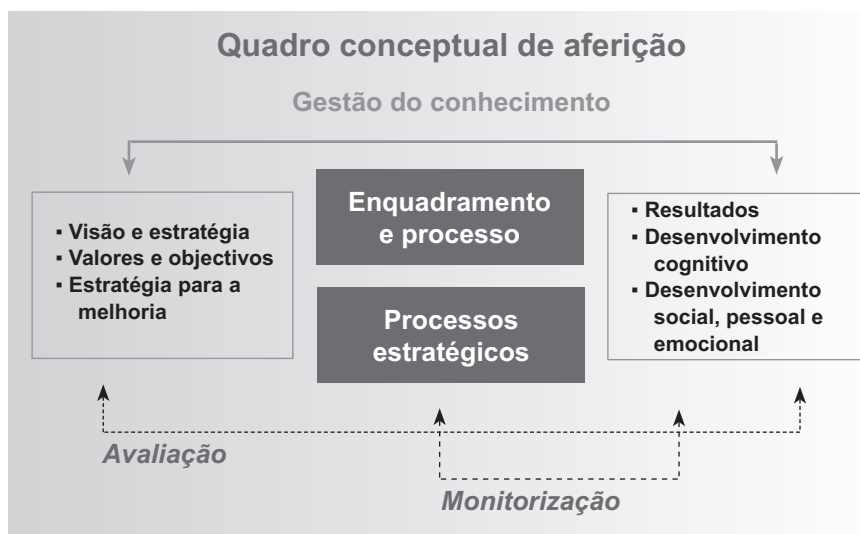 Quadro conceptual de aferição
Gestão do conhecimento
▪ Visão e estratégia
▪ Valores e objectivos
▪ Estratégia para a
melhoria
Enquadramento
e processo
Processos
estratégicos
▪ Resultados
▪ Desenvolvimento
cognitivo
▪ Desenvolvimento
social, pessoal e
emocional
Avaliação
Monitorização